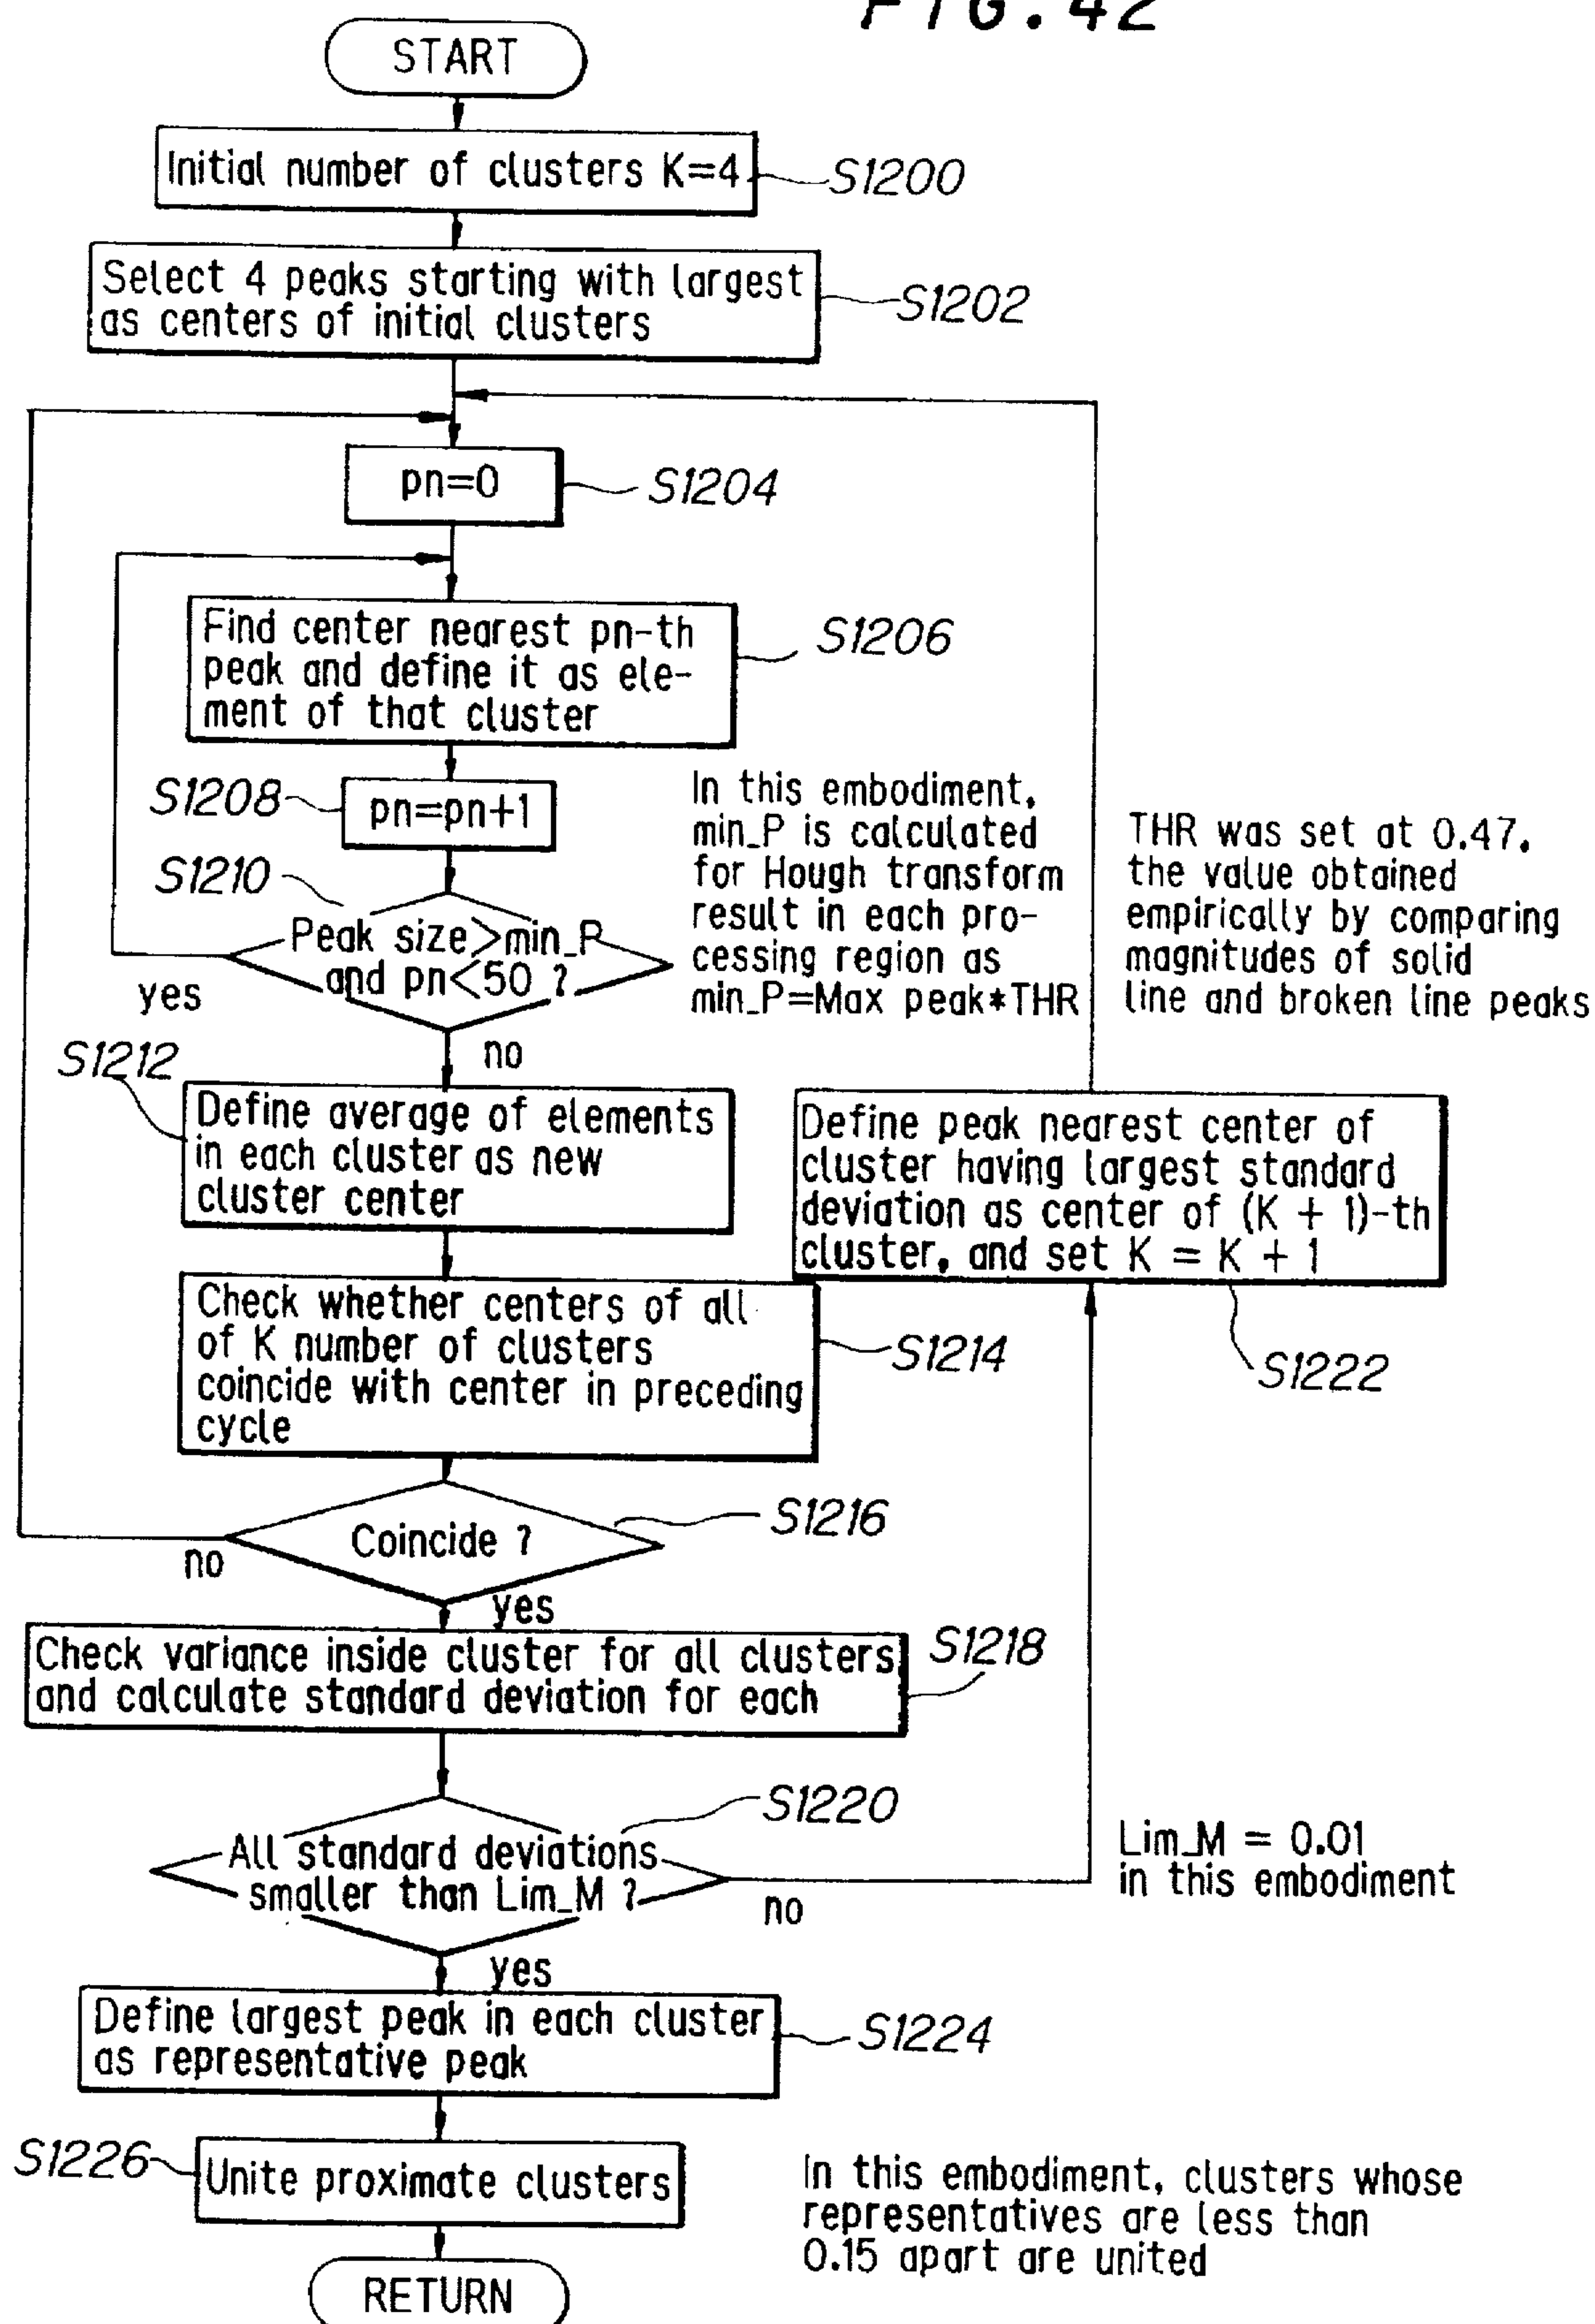 FIG.42
START
Initial number of clusters K=4
S1200
Select 4 peaks starting with largest
as centers of initial clusters
S1202
pn=0
S1204
Find center nearest pn-th
peak and define it as ele-
ment of that cluster
S1206
S1208
pn=pn+1
In this embodiment,
min_P is calculated
for Hough transform
result in each pro-
cessing region as
min_P=Max peak*THR
THR was set at 0.47,
the value obtained
empirically by comparing
magnitudes of solid
line and broken line peaks
S1210
Peak size>min_P
and pn<50 ?
yes
no
S1212
Define average of elements
in each cluster as new
cluster center
Define peak nearest center of
cluster having largest standard
deviation as center of (K + 1)-th
cluster, and set K = K + 1
S1222
Check whether centers of all
of K number of clusters
coincide with center in preceding
cycle
S1214
Coincide ?
S1216
no
yes
Check variance inside cluster for all clusters
and calculate standard deviation for each
S1218
All standard deviations
smaller than Lim_M ?
S1220
no
yes
Lim_M = 0.01
in this embodiment
Define largest peak in each cluster
as representative peak
S1224
S1226
Unite proximate clusters
In this embodiment, clusters whose
representatives are less than
0.15 apart are united
RETURN